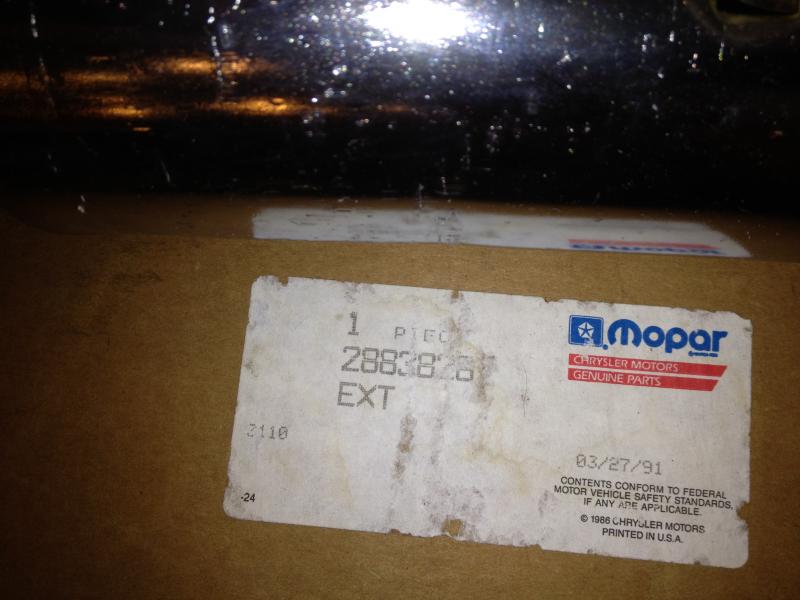 1 PIECE
2883826
EXT
2110
-24
Mopar
CHRYSLER MOTORS
GENUINE PARTS
03/27/91
CONTENTS CONFORM TO FEDERAL
MOTOR VEHICLE SAFETY STANDARDS,
IF ANY ARE APPLICABLE.
© 1986 CHRYSLER MOTORS
PRINTED IN U.S.A.